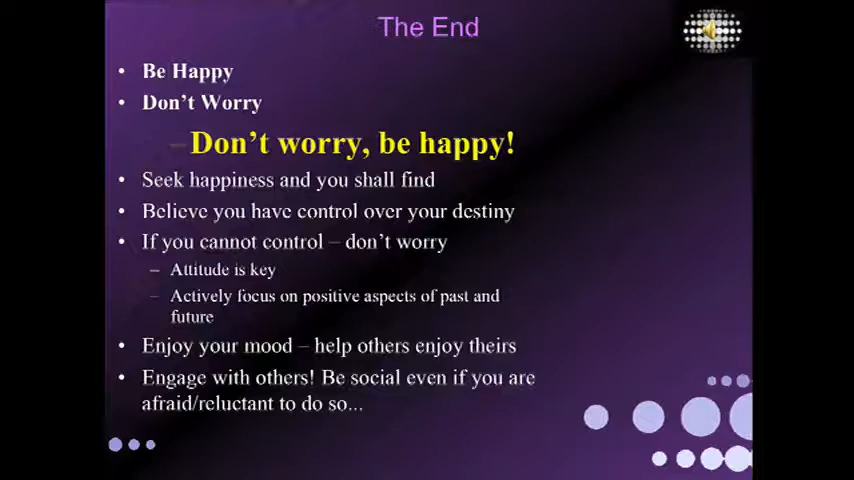 The End
• Be Happy
• Don't Worry
–Don't worry, be happy!
• Seek happiness and you shall find
• Believe you have control over your destiny
• If you cannot control – don't worry
– Attitude is key
– Actively focus on positive aspects of past and
future
• Enjoy your mood – help others enjoy theirs
• Engage with others! Be social even if you are
afraid/reluctant to do so...